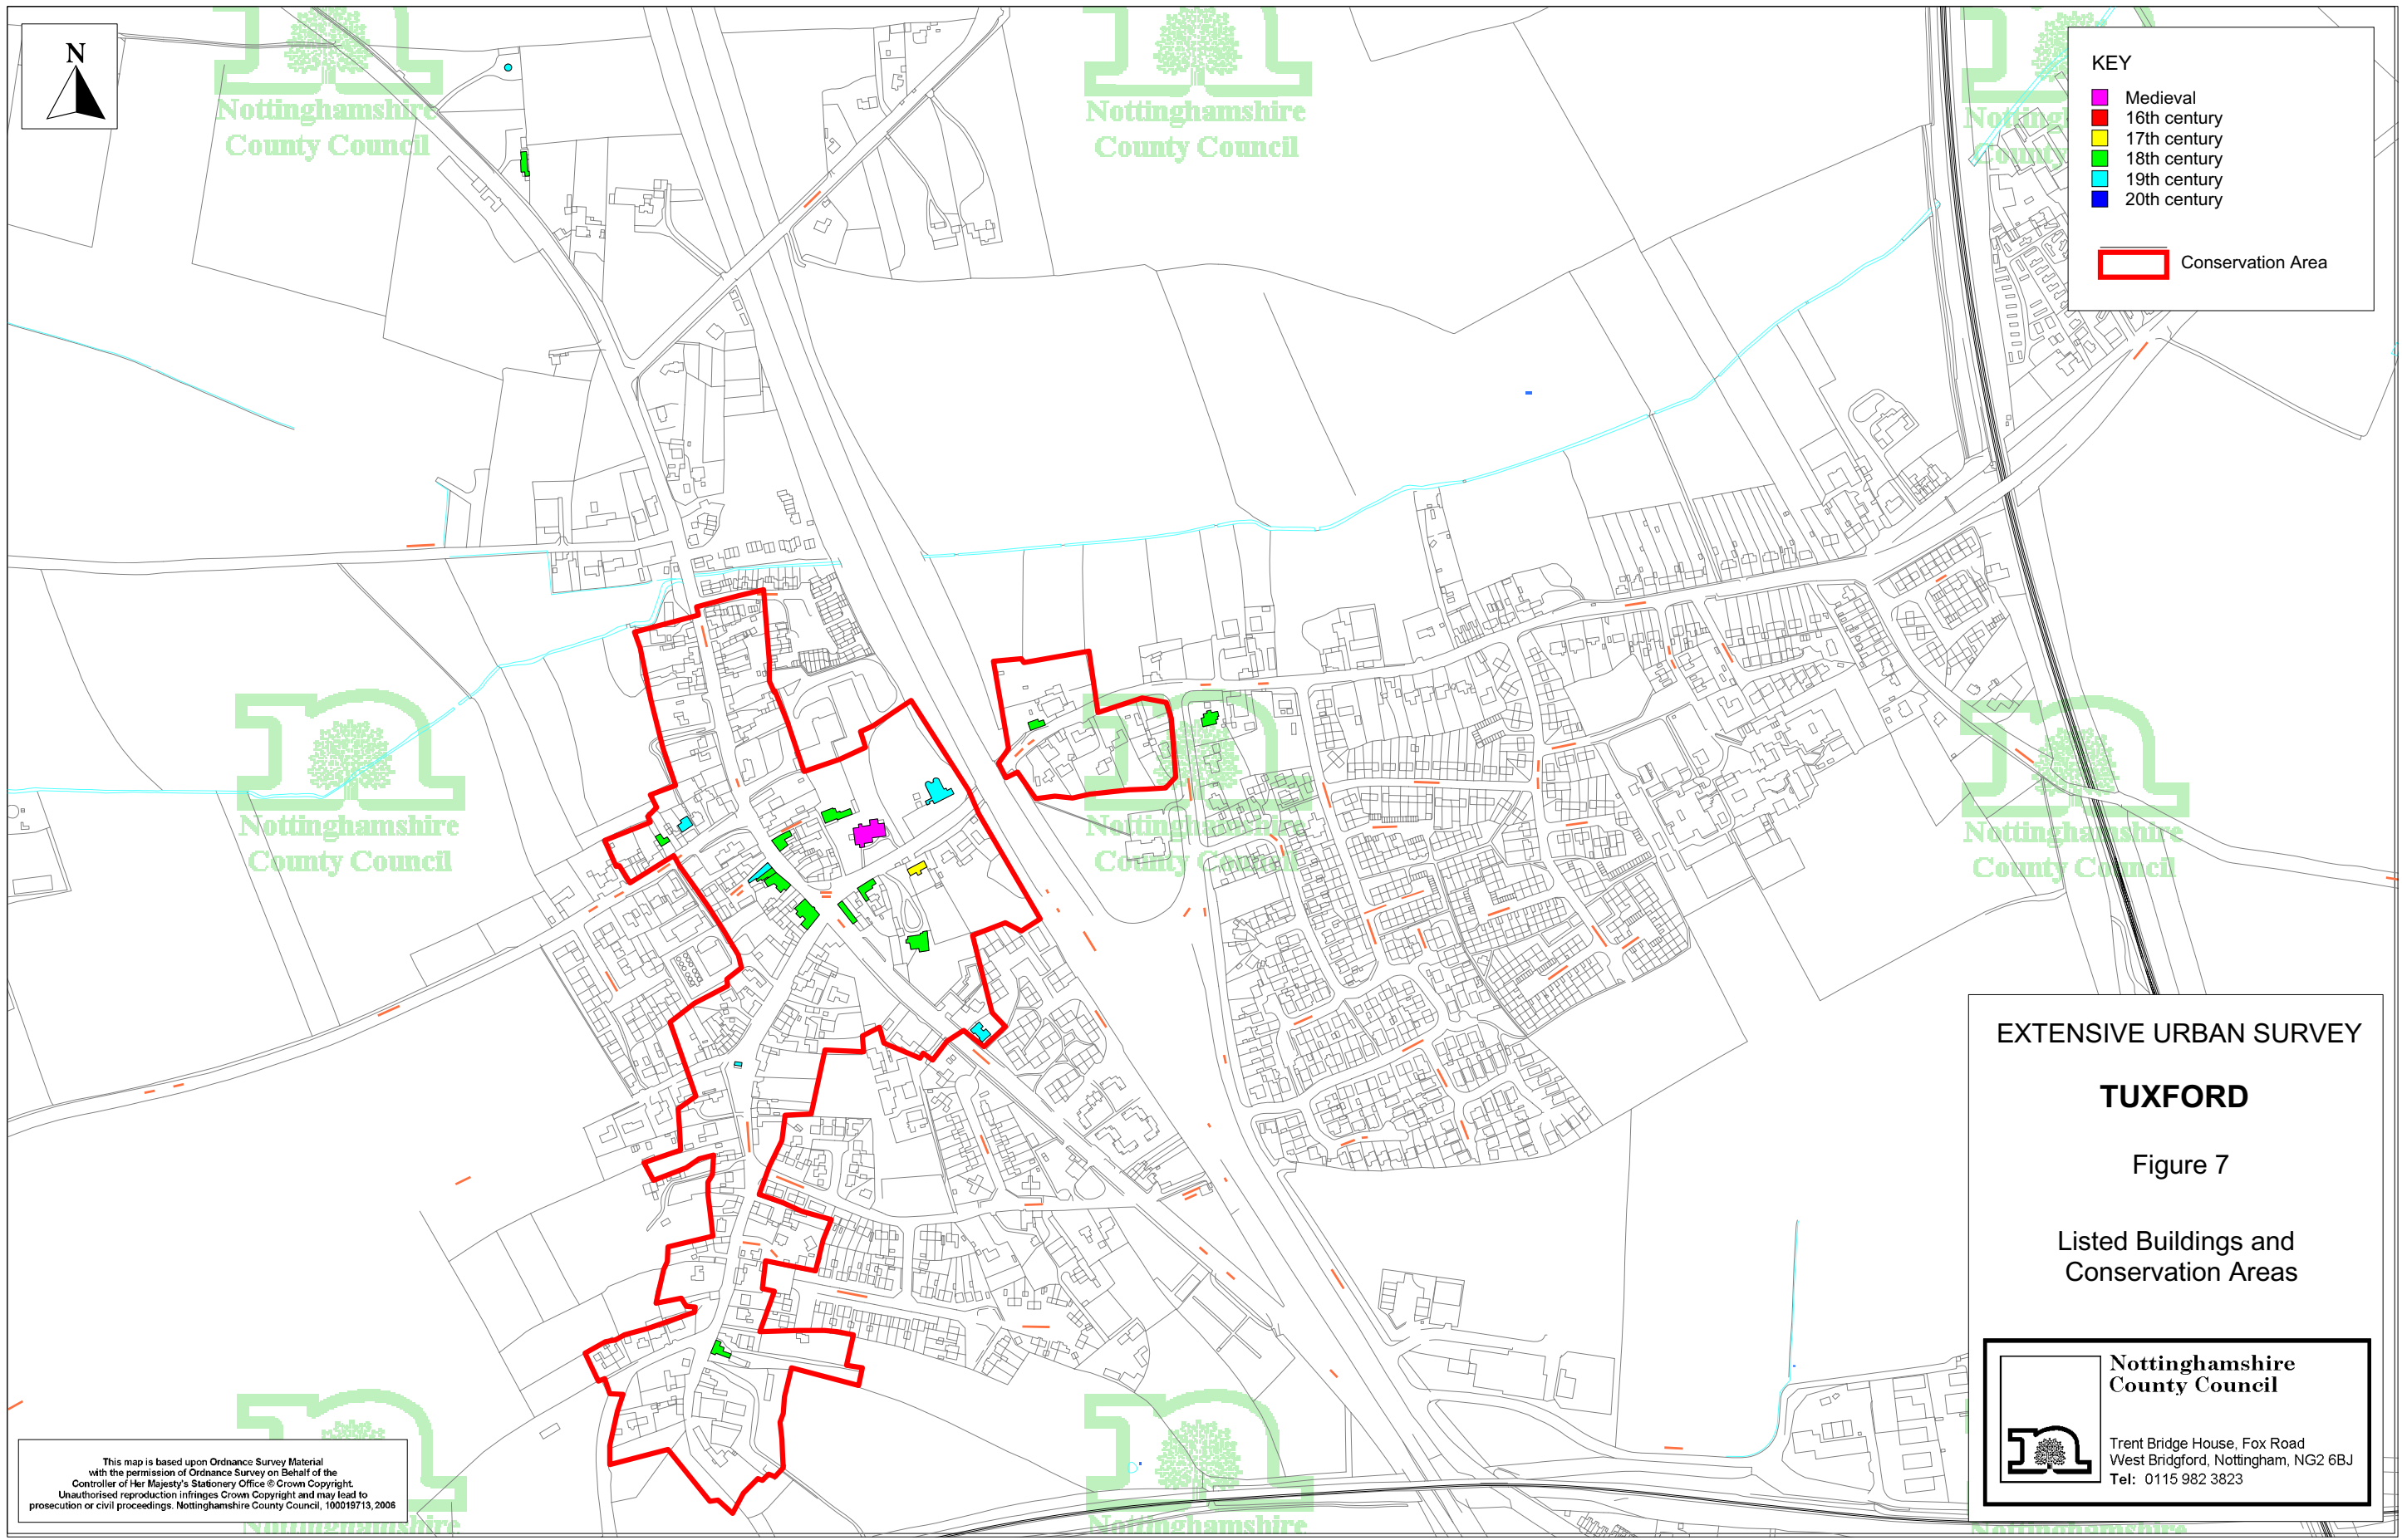 N
Nottinghamshire
County Council
Nottinghamshire
County Council
KEY
Medieval
16th century
17th century
18th century
19th century
20th century
Conservation Area
Nottinghamshire
County Council
Nottinghamshire
County Council
Nottinghamshire
County Council
EXTENSIVE URBAN SURVEY
TUXFORD
Figure 7
Listed Buildings and
Conservation Areas
Nottinghamshire
County Council
Trent Bridge House, Fox Road
West Bridgford, Nottingham, NG2 6BJ
Tel: 0115 982 3823
This map is based upon Ordnance Survey Material
with the permission of Ordnance Survey on Behalf of the
Controller of Her Majesty's Stationery Office © Crown Copyright.
Unauthorised reproduction infringes Crown Copyright and may lead to
prosecution or civil proceedings. Nottinghamshire County Council, 100019713, 2006
Nottinghamshire
Nottinghamshire